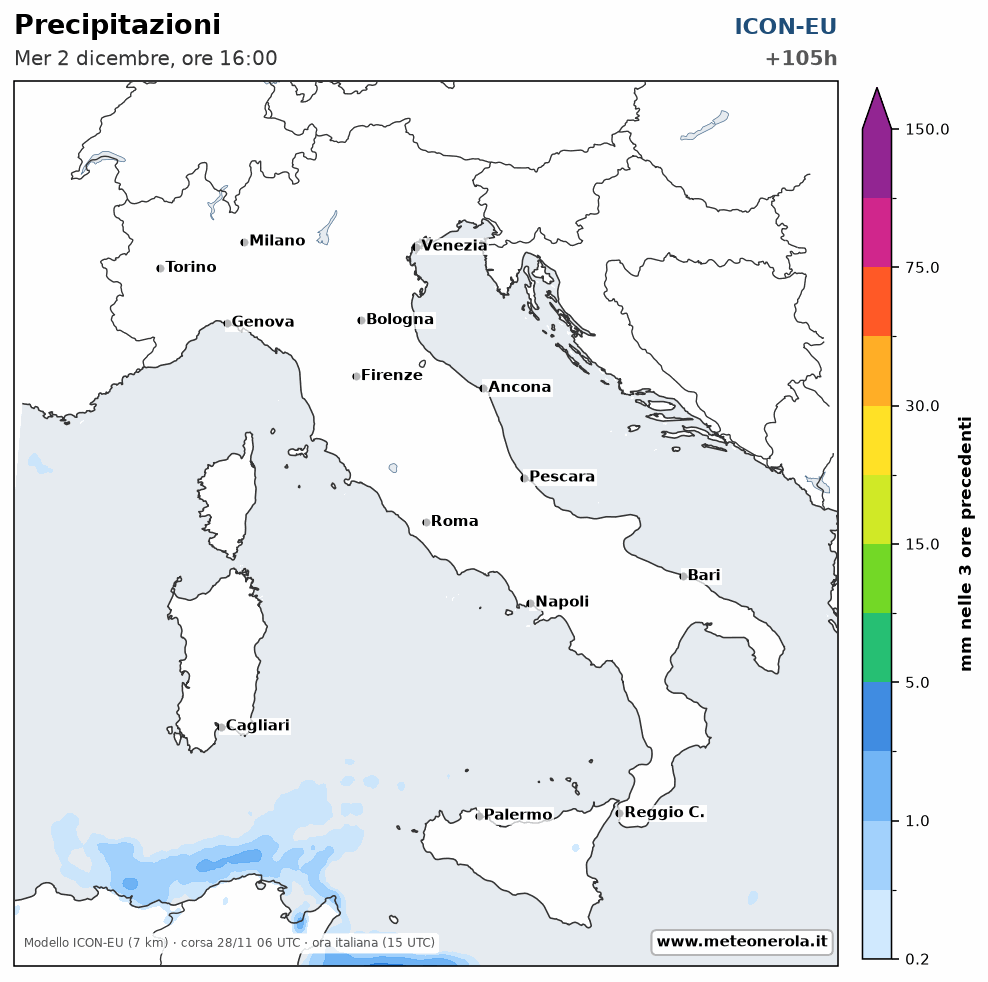 Precipitazioni
ICON-EU
Mer 2 dicembre, ore 16:00
+105h
150.0
75.0
30.0
15.0
5.0
1.0
0.2
mm nelle 3 ore precedenti
Milano
Venezia
Torino
Genova
Bologna
Firenze
Ancona
Pescara
Roma
Bari
Napoli
Cagliari
Palermo
Reggio C.
Modello ICON-EU (7 km) · corsa 28/11 06 UTC · ora italiana (15 UTC)
www.meteonerola.it